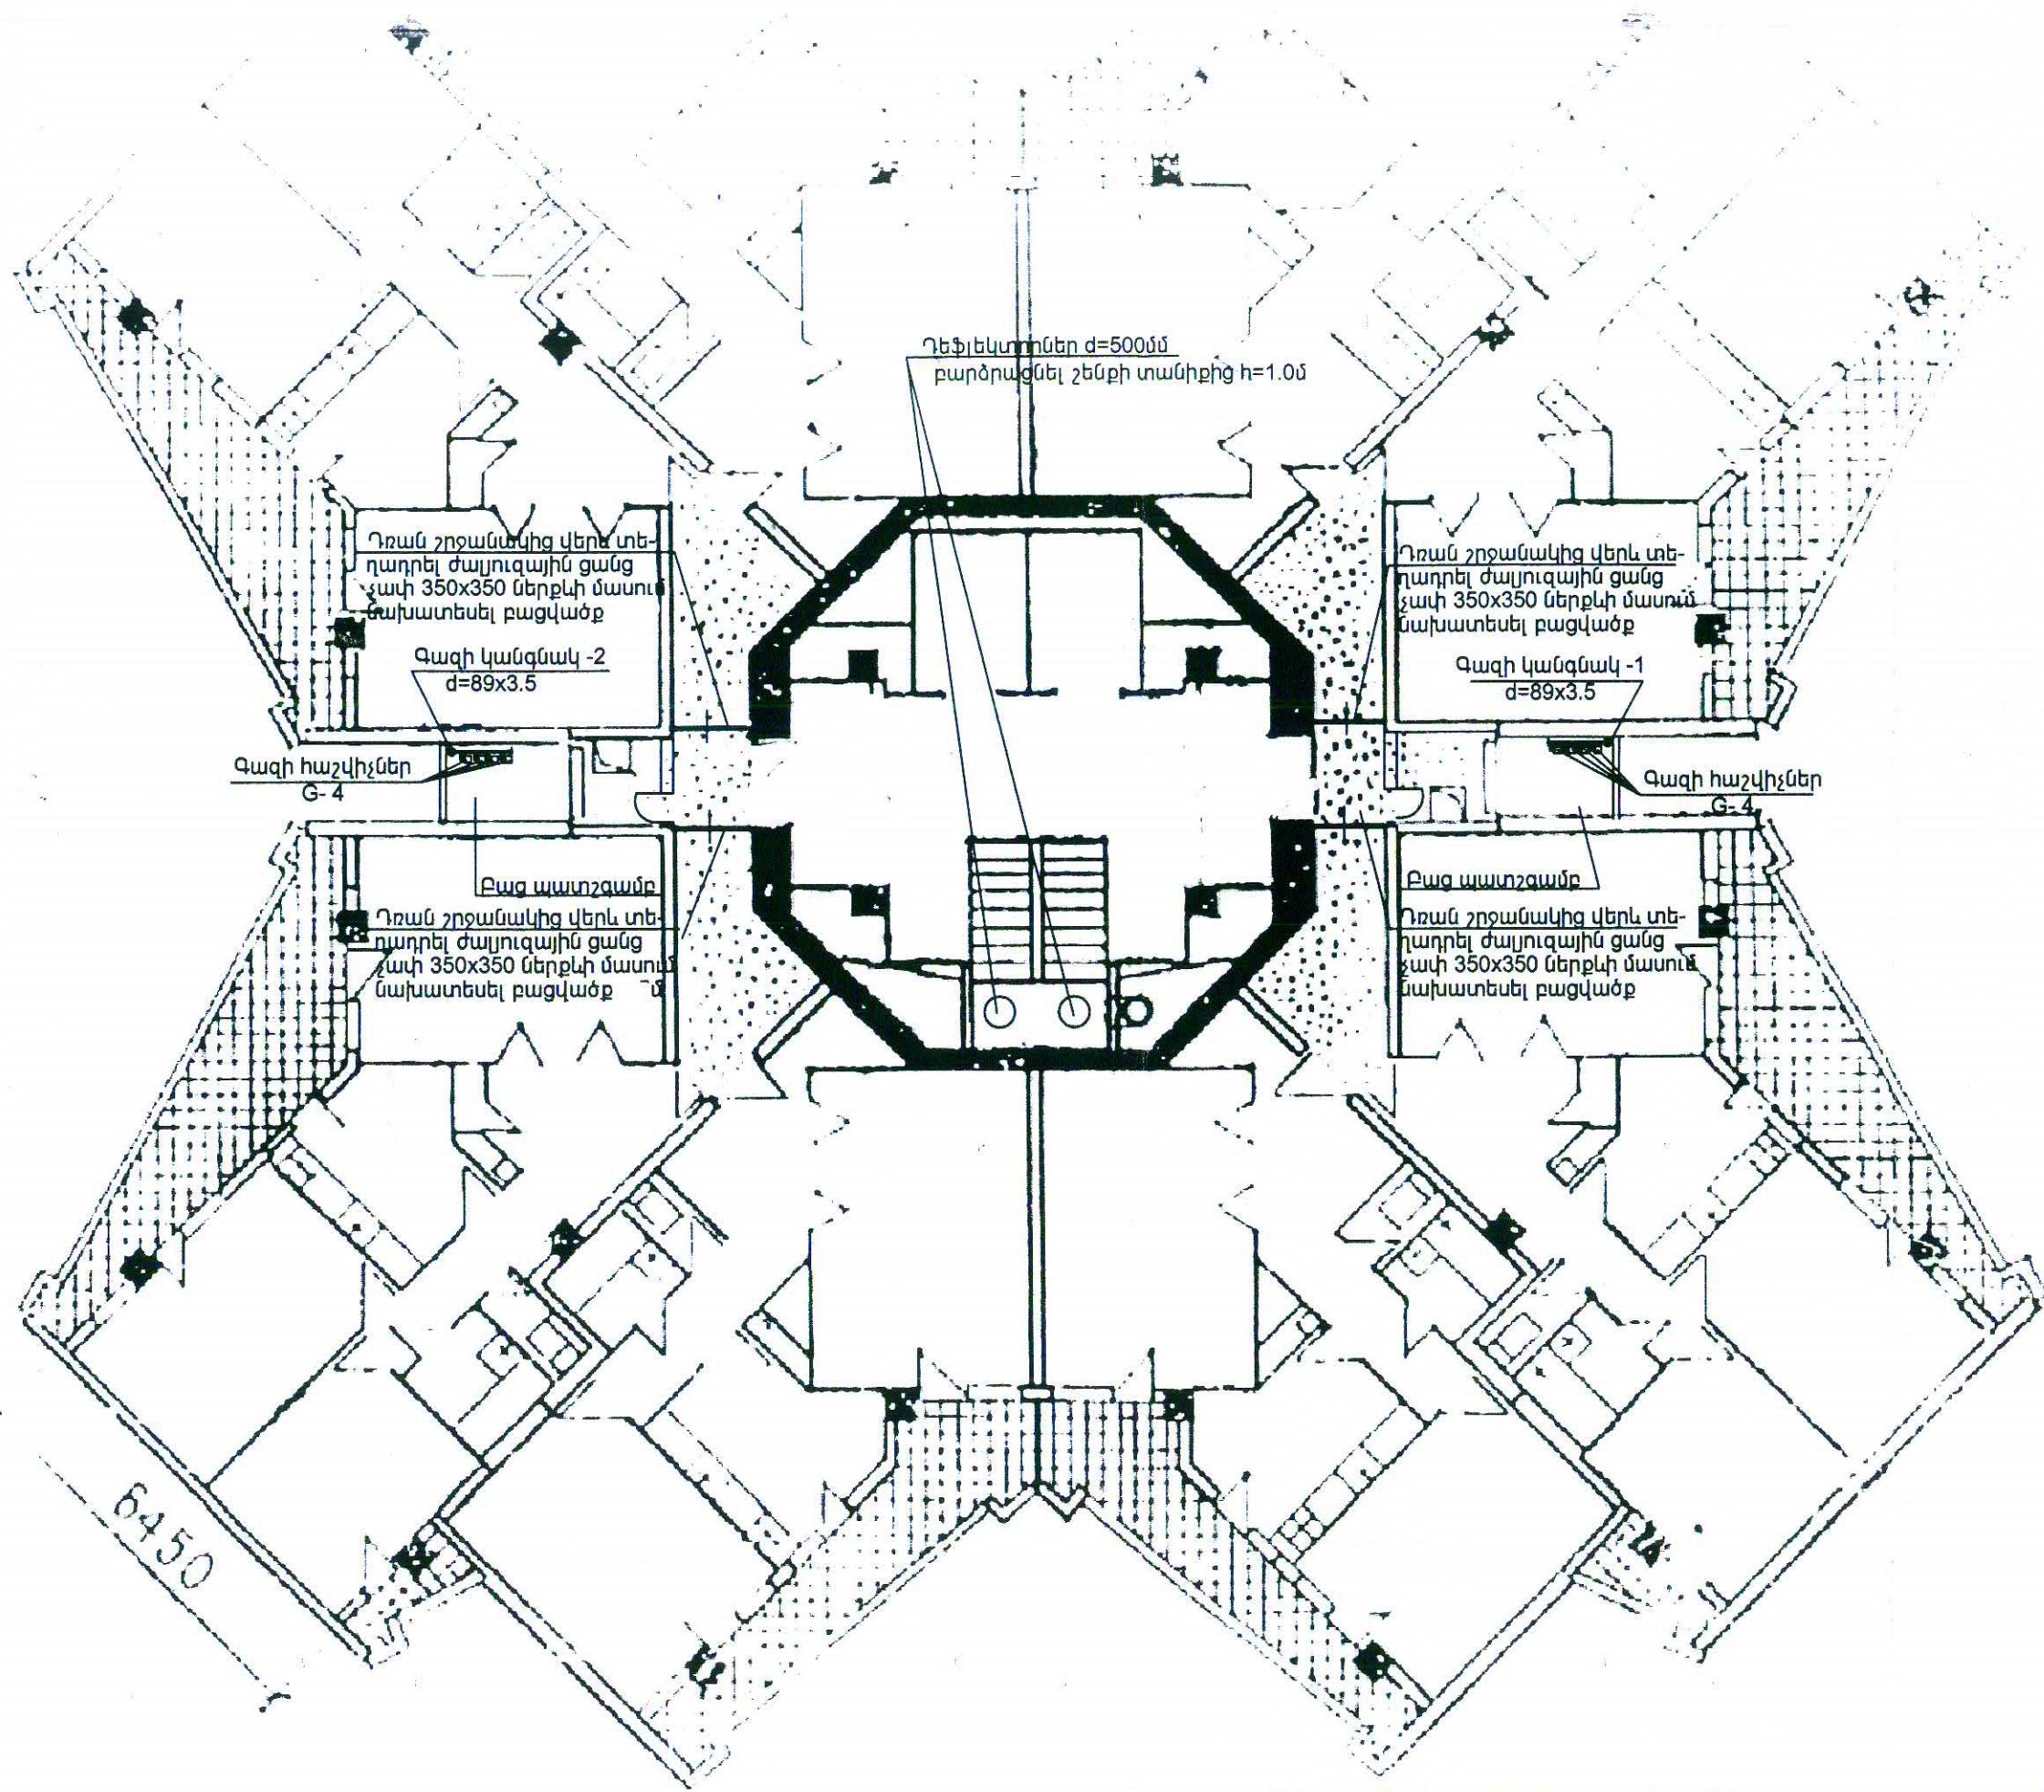 Դեֆլեկտորներ d=500մմ
բարձրացնել շենքի տանիքից h=1.0մ
Դռան շրջանակից վերև տե-
ղադրել ժալյուզային ցանց
չափ 350x350 ներքևի մասում
նախատեսել բացվածք
Գազի կանգնակ -2
d=89x3.5
Գազի հաշվիչներ
G- 4
Բաց պատշգամբ
Դռան շրջանակից վերև տե-
ղադրել ժալյուզային ցանց
չափ 350x350 ներքևի մասում
նախատեսել բացվածք
Դռան շրջանակից վերև տե-
ղադրել ժալյուզային ցանց
չափ 350x350 ներքևի մասում
նախատեսել բացվածք
Գազի կանգնակ -1
d=89x3.5
Գազի հաշվիչներ
G- 4
Բաց պատշգամբ
Դռան շրջանակից վերև տե-
ղադրել ժալյուզային ցանց
չափ 350x350 ներքևի մասում
նախատեսել բացվածք
6450